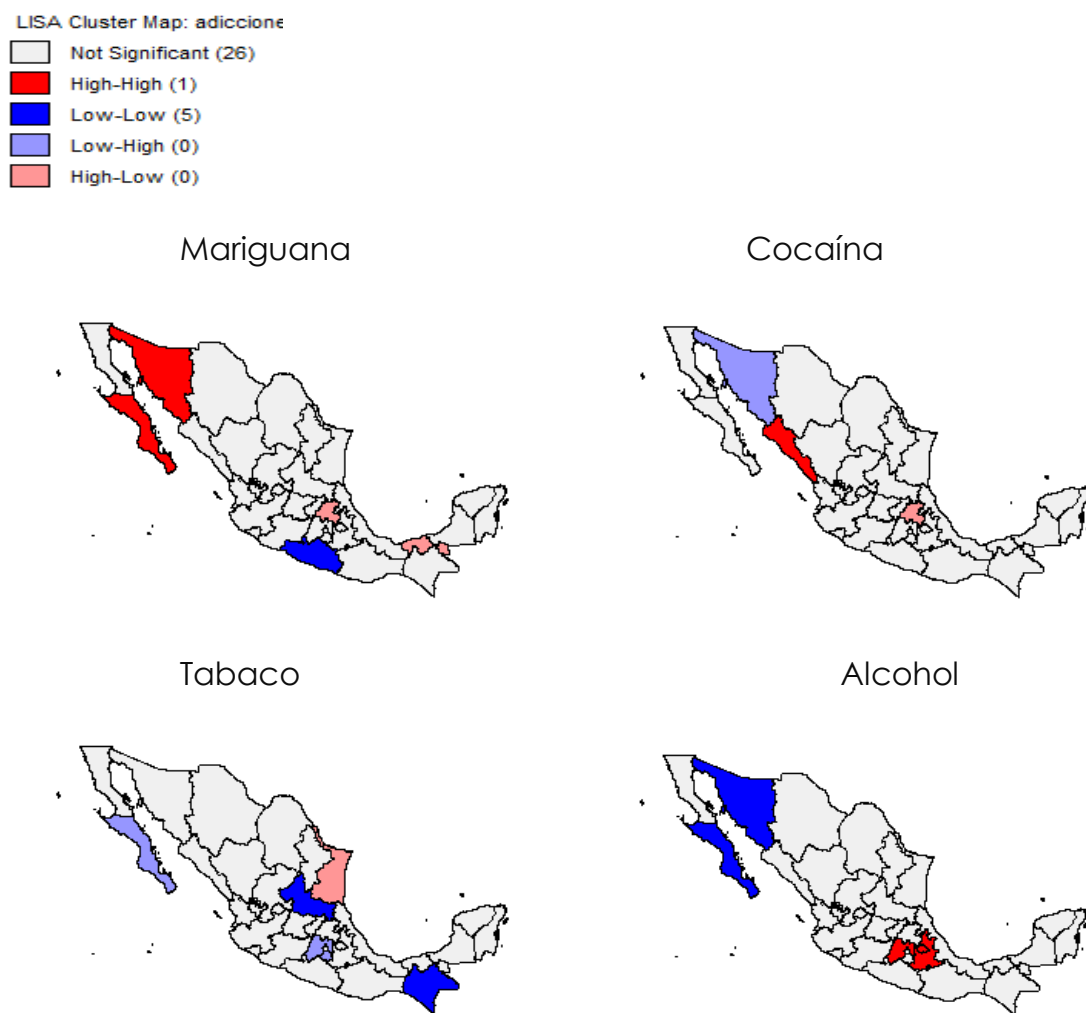 LISA Cluster Map: adiccione
Not Significant (26)
High-High (1)
Low-Low (5)
Low-High (0)
High-Low (0)
Mariguana
Cocaína
Tabaco
Alcohol